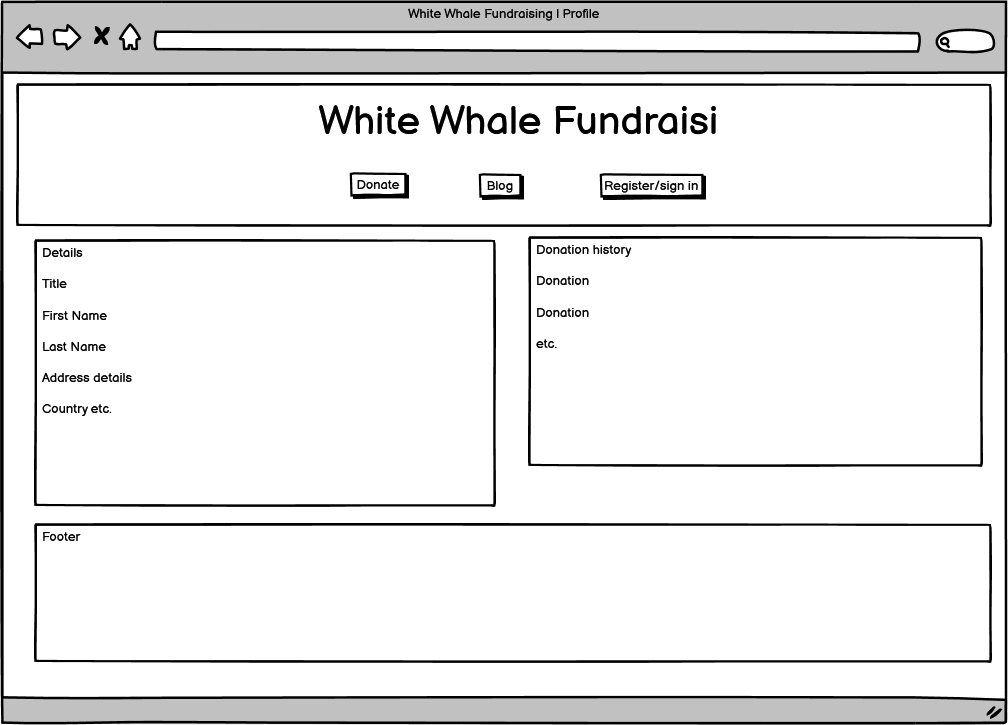 White Whale Fundraising | Profile
White Whale Fundraisi
Donate
Blog
Register/sign in
Details
Title
First Name
Last Name
Address details
Country etc.
Donation history
Donation
Donation
etc.
Footer